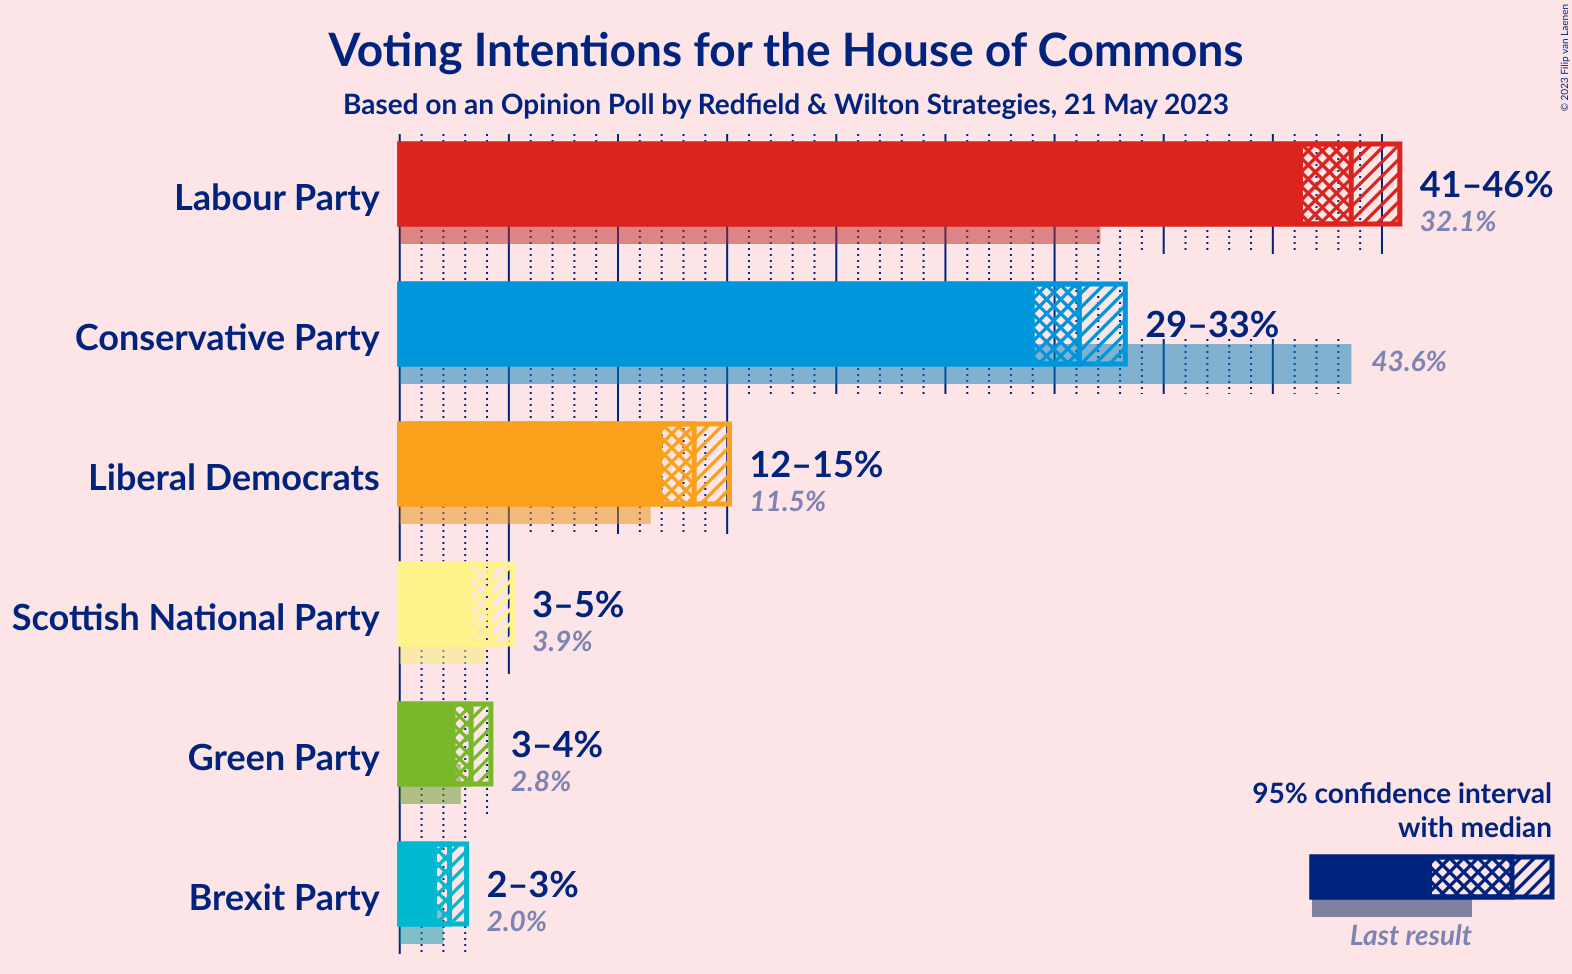 Voting Intentions for the House of Commons
Based on an Opinion Poll by Redfield & Wilton Strategies, 21 May 2023
© 2023 Filip van Laenen
Labour Party
41–46%
32.1%
Conservative Party
29–33%
43.6%
Liberal Democrats
12–15%
11.5%
Scottish National Party
3–5%
3.9%
Green Party
3–4%
2.8%
Brexit Party
2–3%
2.0%
95% confidence interval
with median
Last result